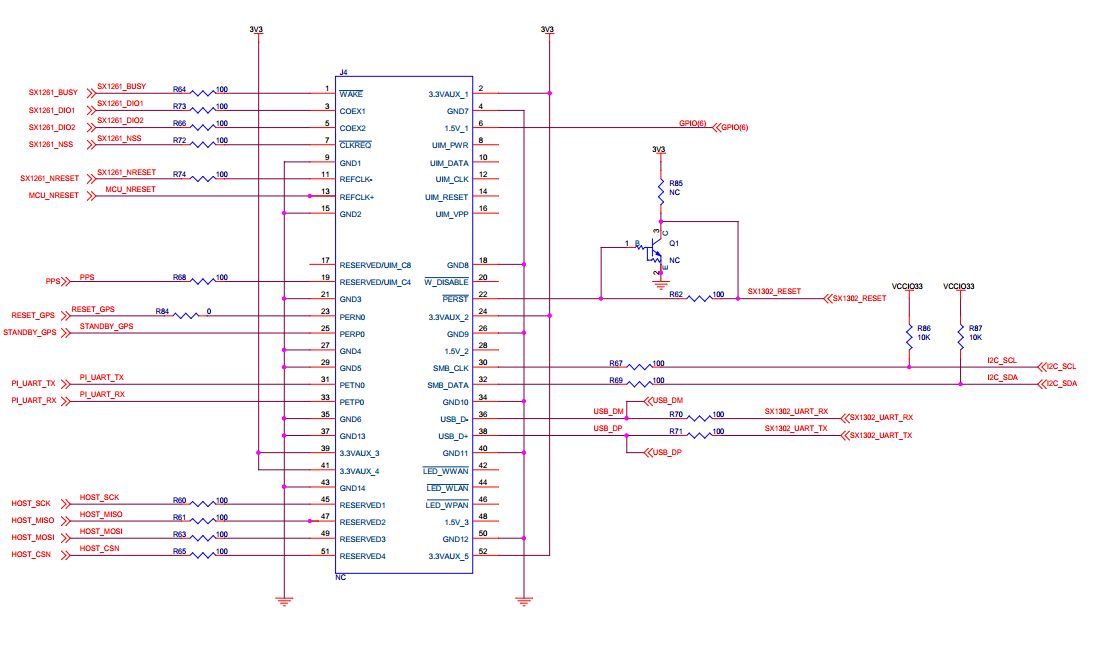 3V3 3V3
J4
SX1261_BUSY SX1261_BUSY R64 100 1 WAKE 3.3VAUX_1 2
SX1261_DIO1 SX1261_DIO1 R73 100 3 COEX1 GND7 4
SX1261_DIO2 SX1261_DIO2 R66 100 5 COEX2 1.5V_1 6 GPIO(6) GPIO(6)
SX1261_NSS SX1261_NSS R72 100 7 CLKREQ UIM_PWR 8
9 GND1 UIM_DATA 10 3V3
SX1261_NRESET SX1261_NRESET R74 100 11 REFCLK- UIM_CLK 12
R85
NC
MCU_NRESET MCU_NRESET 13 REFCLK+ UIM_RESET 14
15 GND2 UIM_VPP 16
3 C
1 B Q1
NC
2 E
17 RESERVED/UIM_C8 GND8 18
PPS PPS R68 100 19 RESERVED/UIM_C4 W_DISABLE 20
21 GND3 PERST 22 R62 100 SX1302_RESET SX1302_RESET
VCCIO33 VCCIO33
RESET_GPS RESET_GPS R84 0 23 PERN0 3.3VAUX_2 24
STANDBY_GPS STANDBY_GPS 25 PERP0 GND9 26
R86 R87
10K 10K
27 GND4 1.5V_2 28
29 GND5 SMB_CLK 30 R67 100 I2C_SCL I2C_SCL
PI_UART_TX PI_UART_TX 31 PETN0 SMB_DATA 32 R69 100 I2C_SDA I2C_SDA
PI_UART_RX PI_UART_RX 33 PETP0 GND10 34 USB_DM
35 GND6 USB_D- 36 USB_DM R70 100 SX1302_UART_RX SX1302_UART_RX
37 GND13 USB_D+ 38 USB_DP R71 100 SX1302_UART_TX SX1302_UART_TX
39 3.3VAUX_3 GND11 40 USB_DP
41 3.3VAUX_4 LED_WWAN 42
43 GND14 LED_WLAN 44
HOST_SCK HOST_SCK R60 100 45 RESERVED1 LED_WPAN 46
HOST_MISO HOST_MISO R61 100 47 RESERVED2 1.5V_3 48
HOST_MOSI HOST_MOSI R63 100 49 RESERVED3 GND12 50
HOST_CSN HOST_CSN R65 100 51 RESERVED4 3.3VAUX_5 52
NC